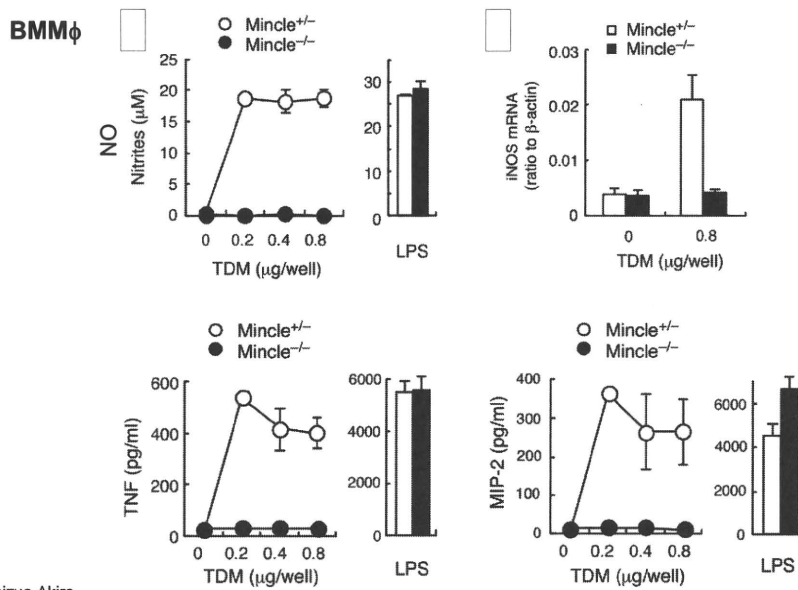 BMMϕ
Mincle+/–
Mincle–/–
NO
Nitrites (μM)
25
20
15
10
5
0
0 0.2 0.4 0.8
TDM (μg/well)
30
20
10
0
LPS
Mincle+/–
Mincle–/–
iNOS mRNA
(ratio to β-actin)
0.03
0.02
0.01
0
0 0.8
TDM (μg/well)
Mincle+/–
Mincle–/–
TNF (pg/ml)
600
400
200
0
0 0.2 0.4 0.8
TDM (μg/well)
6000
4000
2000
0
LPS
Mincle+/–
Mincle–/–
MIP-2 (pg/ml)
400
300
200
100
0
0 0.2 0.4 0.8
TDM (μg/well)
6000
4000
2000
0
LPS
Akira